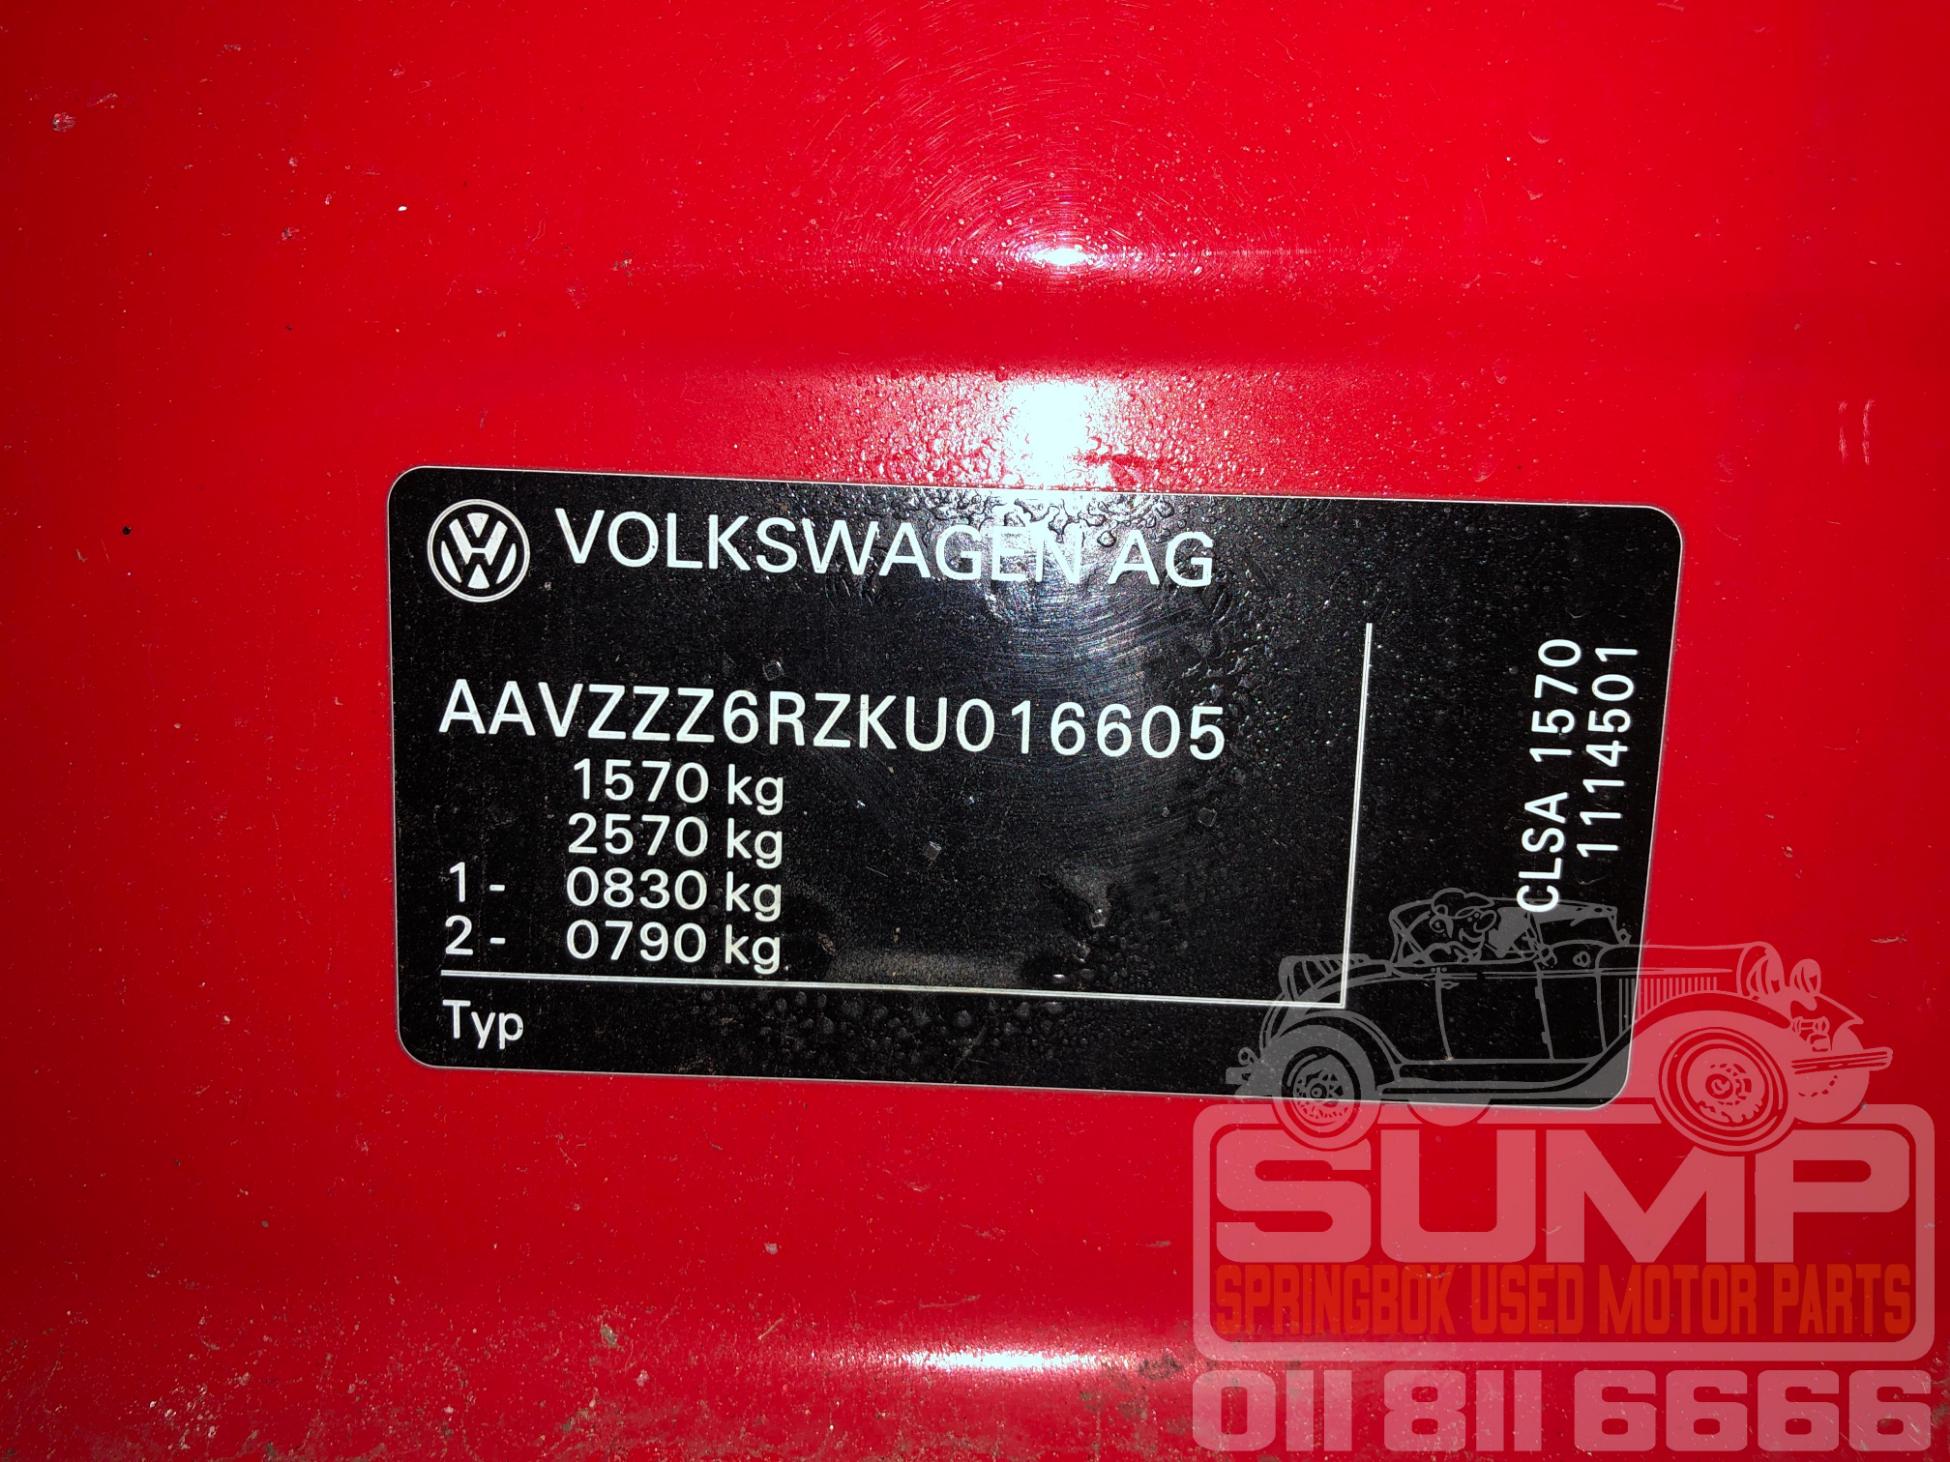 VOLKSWAGEN AG
AAVZZZ6RZKU016605
1570 kg
2570 kg
1- 0830 kg
2- 0790 kg
Typ
CLSA 1570
1114501
SUMP
SPRINGBOK USED MOTOR PARTS
011 811 6666